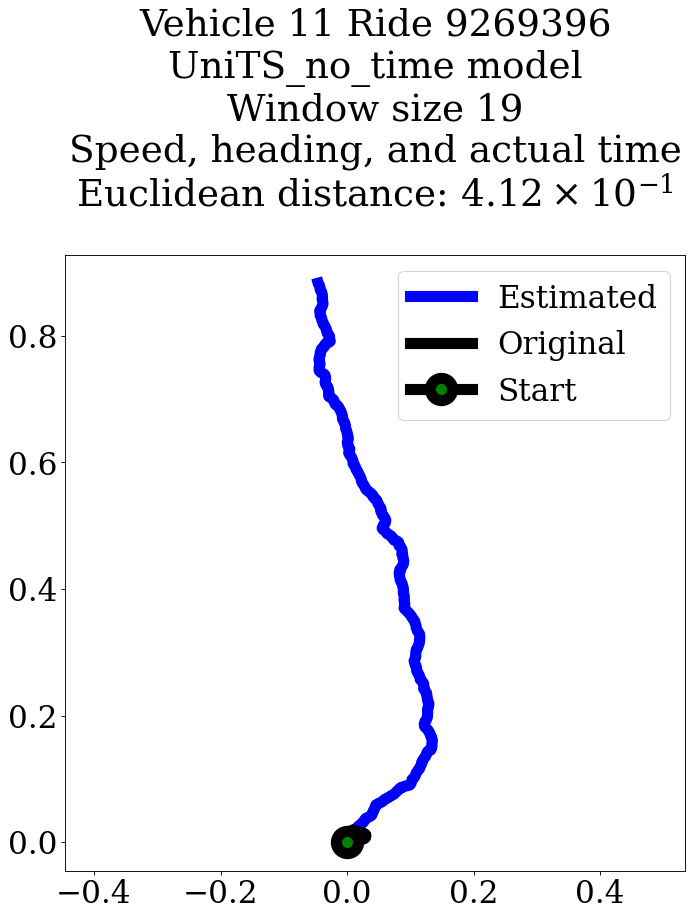 Vehicle 11 Ride 9269396
UniTS_no_time model
Window size 19
Speed, heading, and actual time
Euclidean distance: 4.12 × 10⁻¹
Estimated
Original
Start
0.8
0.6
0.4
0.2
0.0
−0.4 −0.2 0.0 0.2 0.4